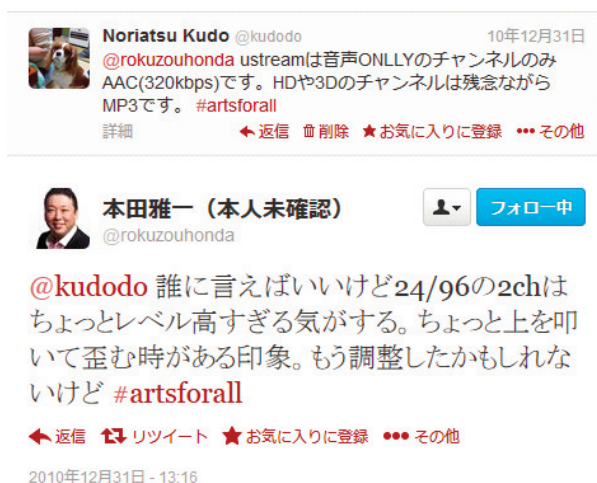 Noriatsu Kudo @kudodo 10年12月31日
@rokuzouhonda ustreamは音声ONLLYのチャンネルのみ
AAC(320kbps)です。HDや3Dのチャンネルは残念ながら
MP3です。 #artsforall
詳細 返信 削除 お気に入りに登録 その他
本田雅一（本人未確認） フォロー中
@rokuzouhonda
@kudodo 誰に言えばいいけど24/96の2chは
ちょっとレベル高すぎる気がする。ちょっと上を叩
いて歪む時がある印象。もう調整したかもしれな
いけど #artsforall
返信 リツイート お気に入りに登録 その他
2010年12月31日 - 13:16